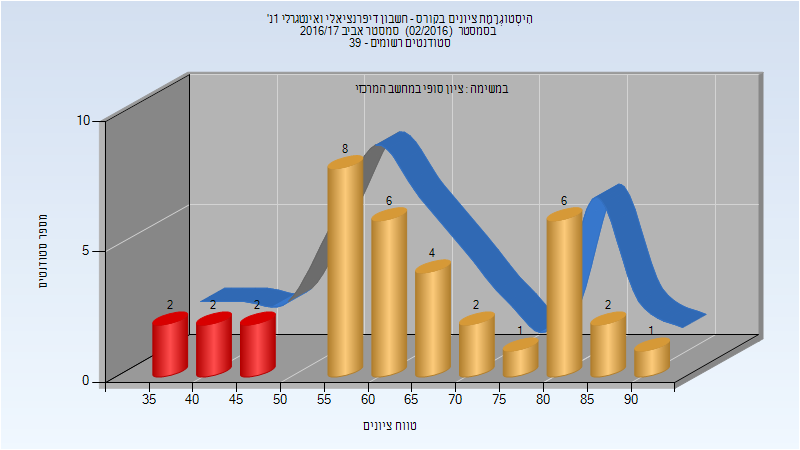 הִיסְטוֹגְרָמַת ציונים בקורס - חשבון דיפרנציאלי ואינטגרלי 1נ'
בסמסטר (02/2016) סמסטר אביב 2016/17
סטודנטים רשומים - 39
במשימה : ציון סופי במחשב המרכזי
מספר סטודנטים
10
5
0
2 2 2 8 6 4 2 1 6 2 1
35 40 45 50 55 60 65 70 75 80 85 90
טווח ציונים